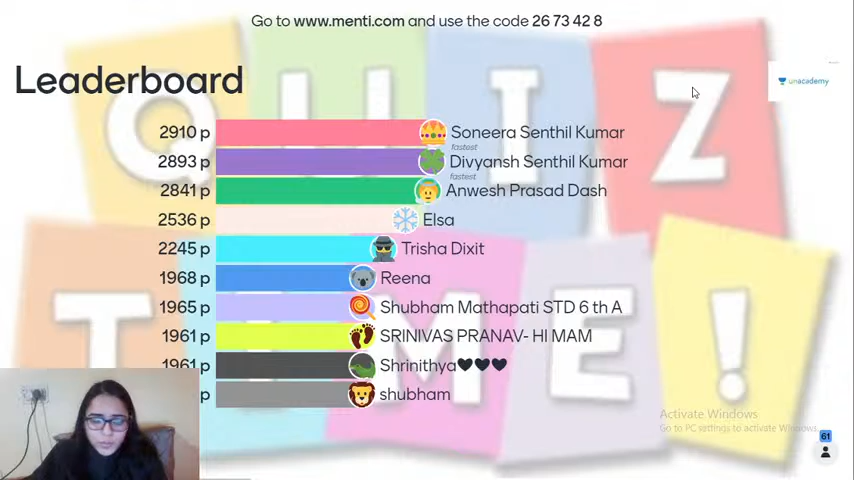 Go to www.menti.com and use the code 26 73 42 8
QUIZ
TIME!
Leaderboard
unacademy
2910 p Soneera Senthil Kumar
fastest
2893 p Divyansh Senthil Kumar
fastest
2841 p Anwesh Prasad Dash
2536 p Elsa
2245 p Trisha Dixit
1968 p Reena
1965 p Shubham Mathapati STD 6 th A
1961 p SRINIVAS PRANAV- HI MAM
1961 p Shrinithya🖤🖤🖤
p shubham
Activate Windows
Go to PC settings to activate Windows.
61